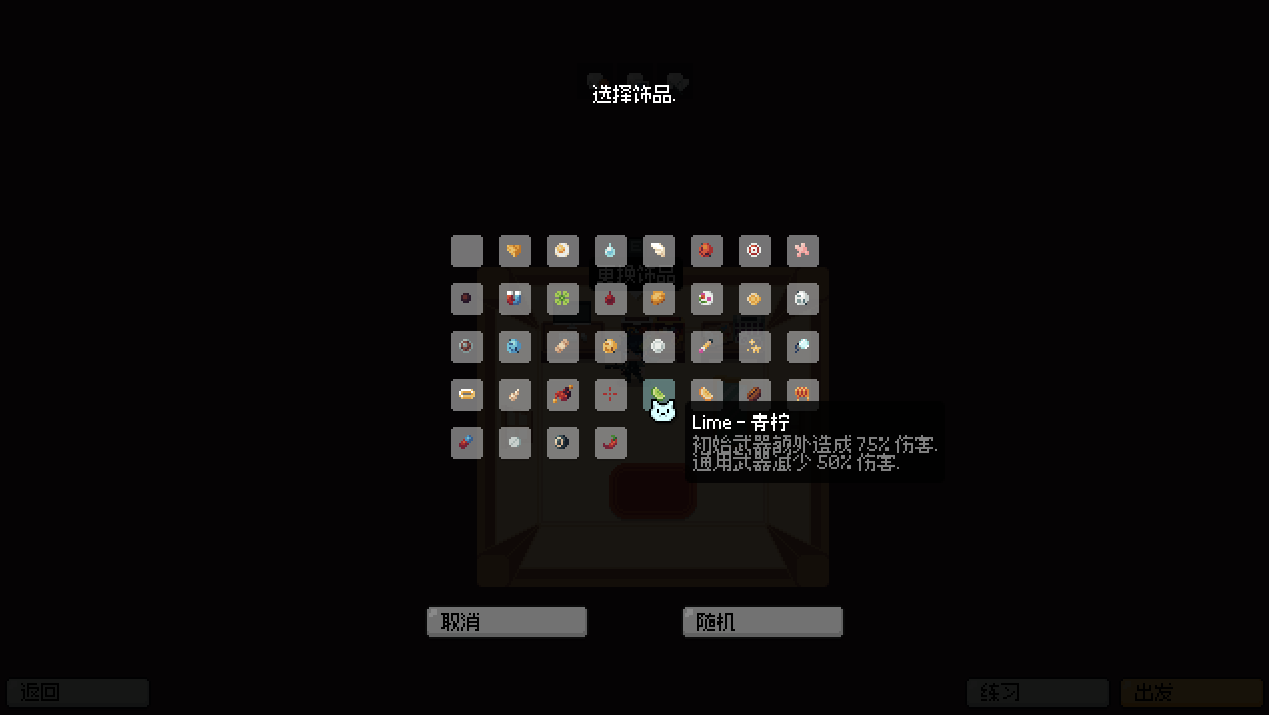 选择饰品.
更换饰品
Lime - 青柠
初始武器额外造成 75% 伤害.
通用武器减少 50% 伤害.
取消
随机
返回
练习
出发